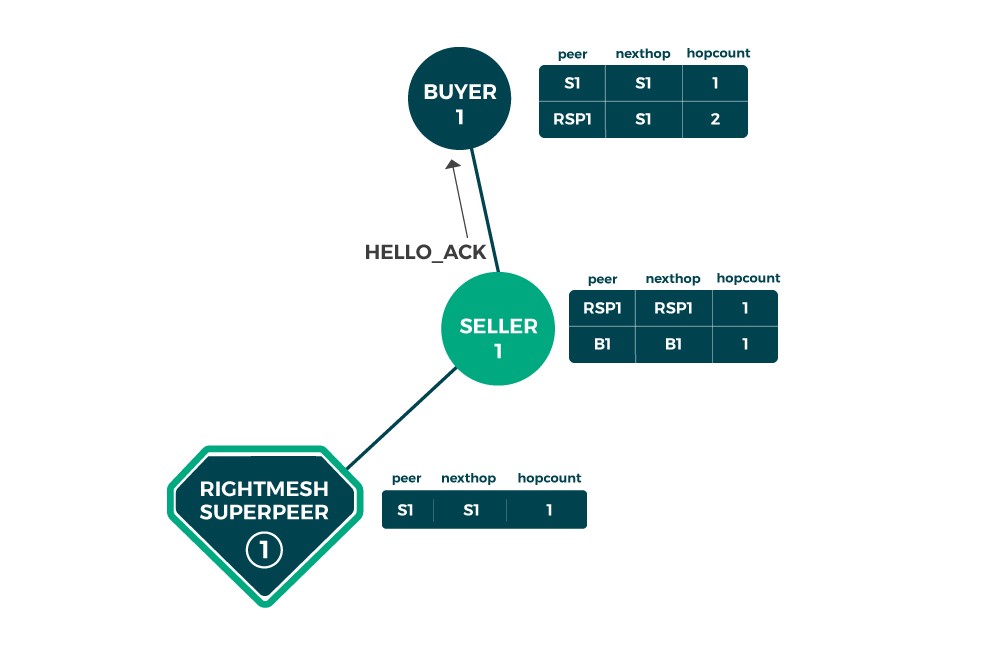 BUYER
1
peer nexthop hopcount
S1 S1 1
RSP1 S1 2
HELLO_ACK
SELLER
1
peer nexthop hopcount
RSP1 RSP1 1
B1 B1 1
RIGHTMESH
SUPERPEER
1
peer nexthop hopcount
S1 S1 1